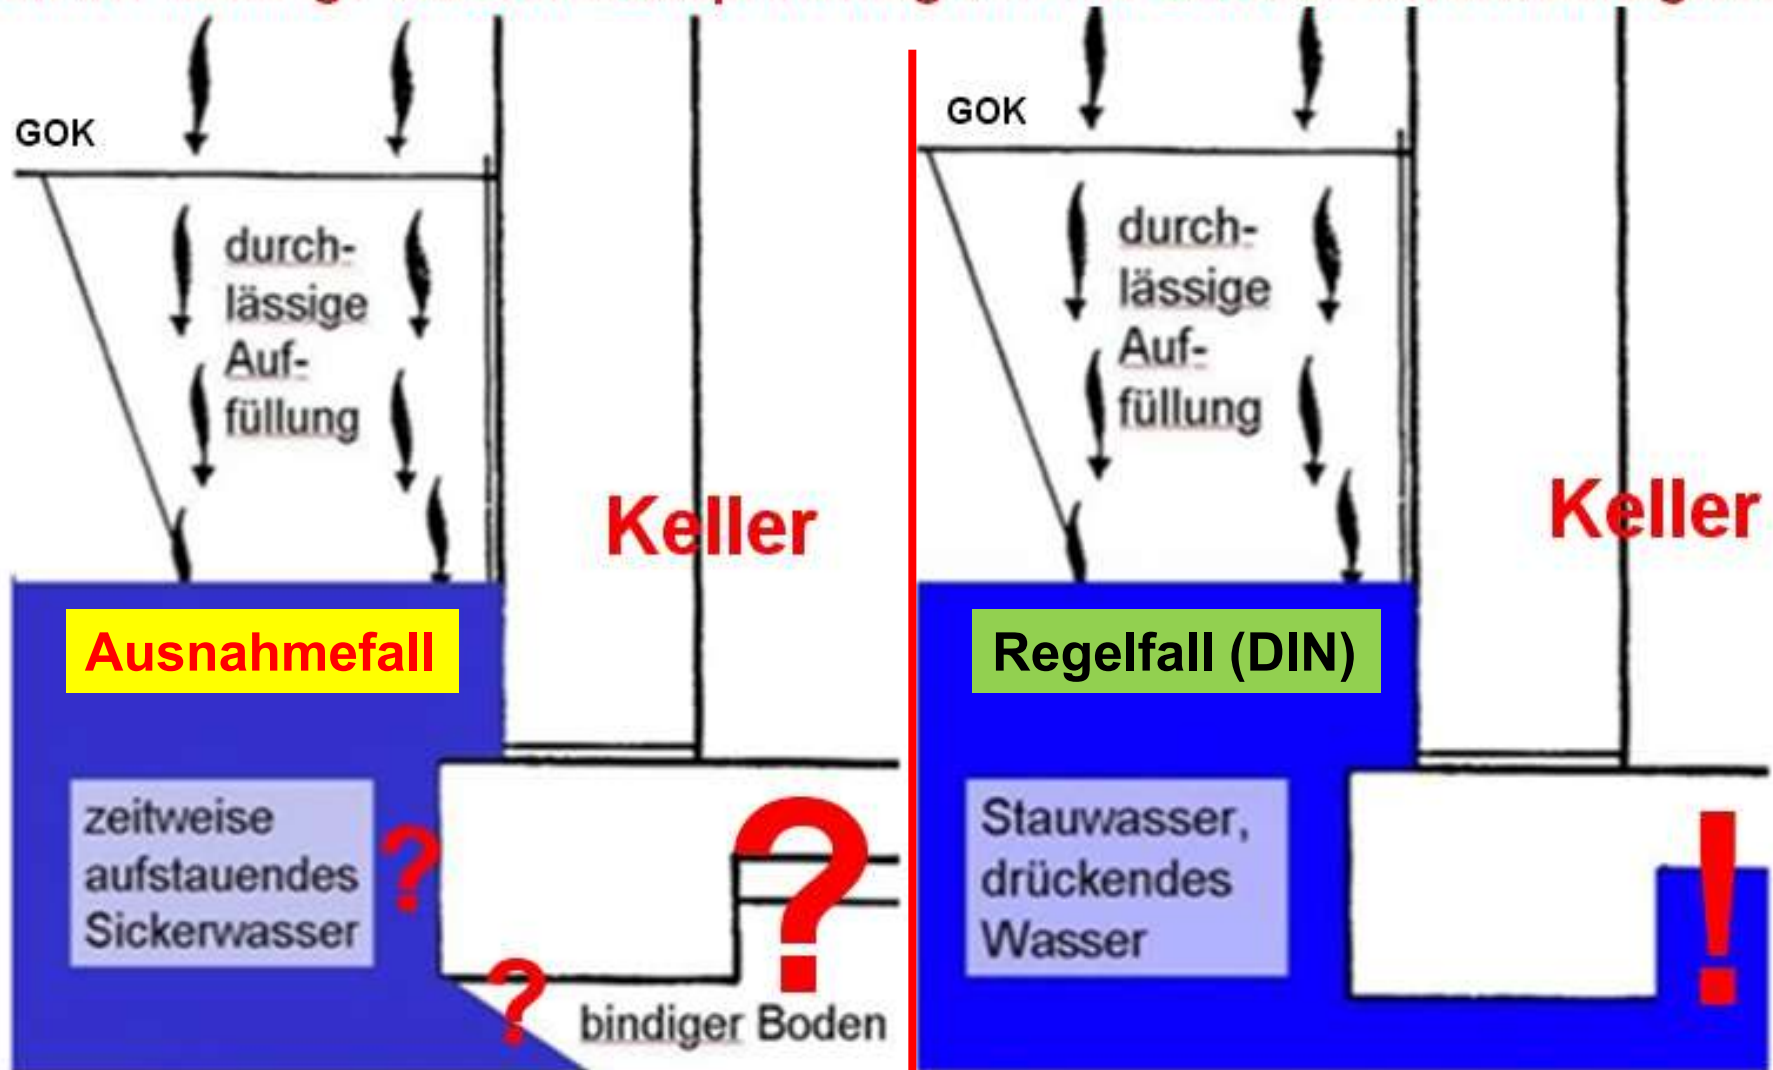 GOK
durch-
lässige
Auf-
füllung
Keller
Ausnahmefall
zeitweise
aufstauendes
Sickerwasser
?
?
?
bindiger Boden
GOK
durch-
lässige
Auf-
füllung
Keller
Regelfall (DIN)
Stauwasser,
drückendes
Wasser
!